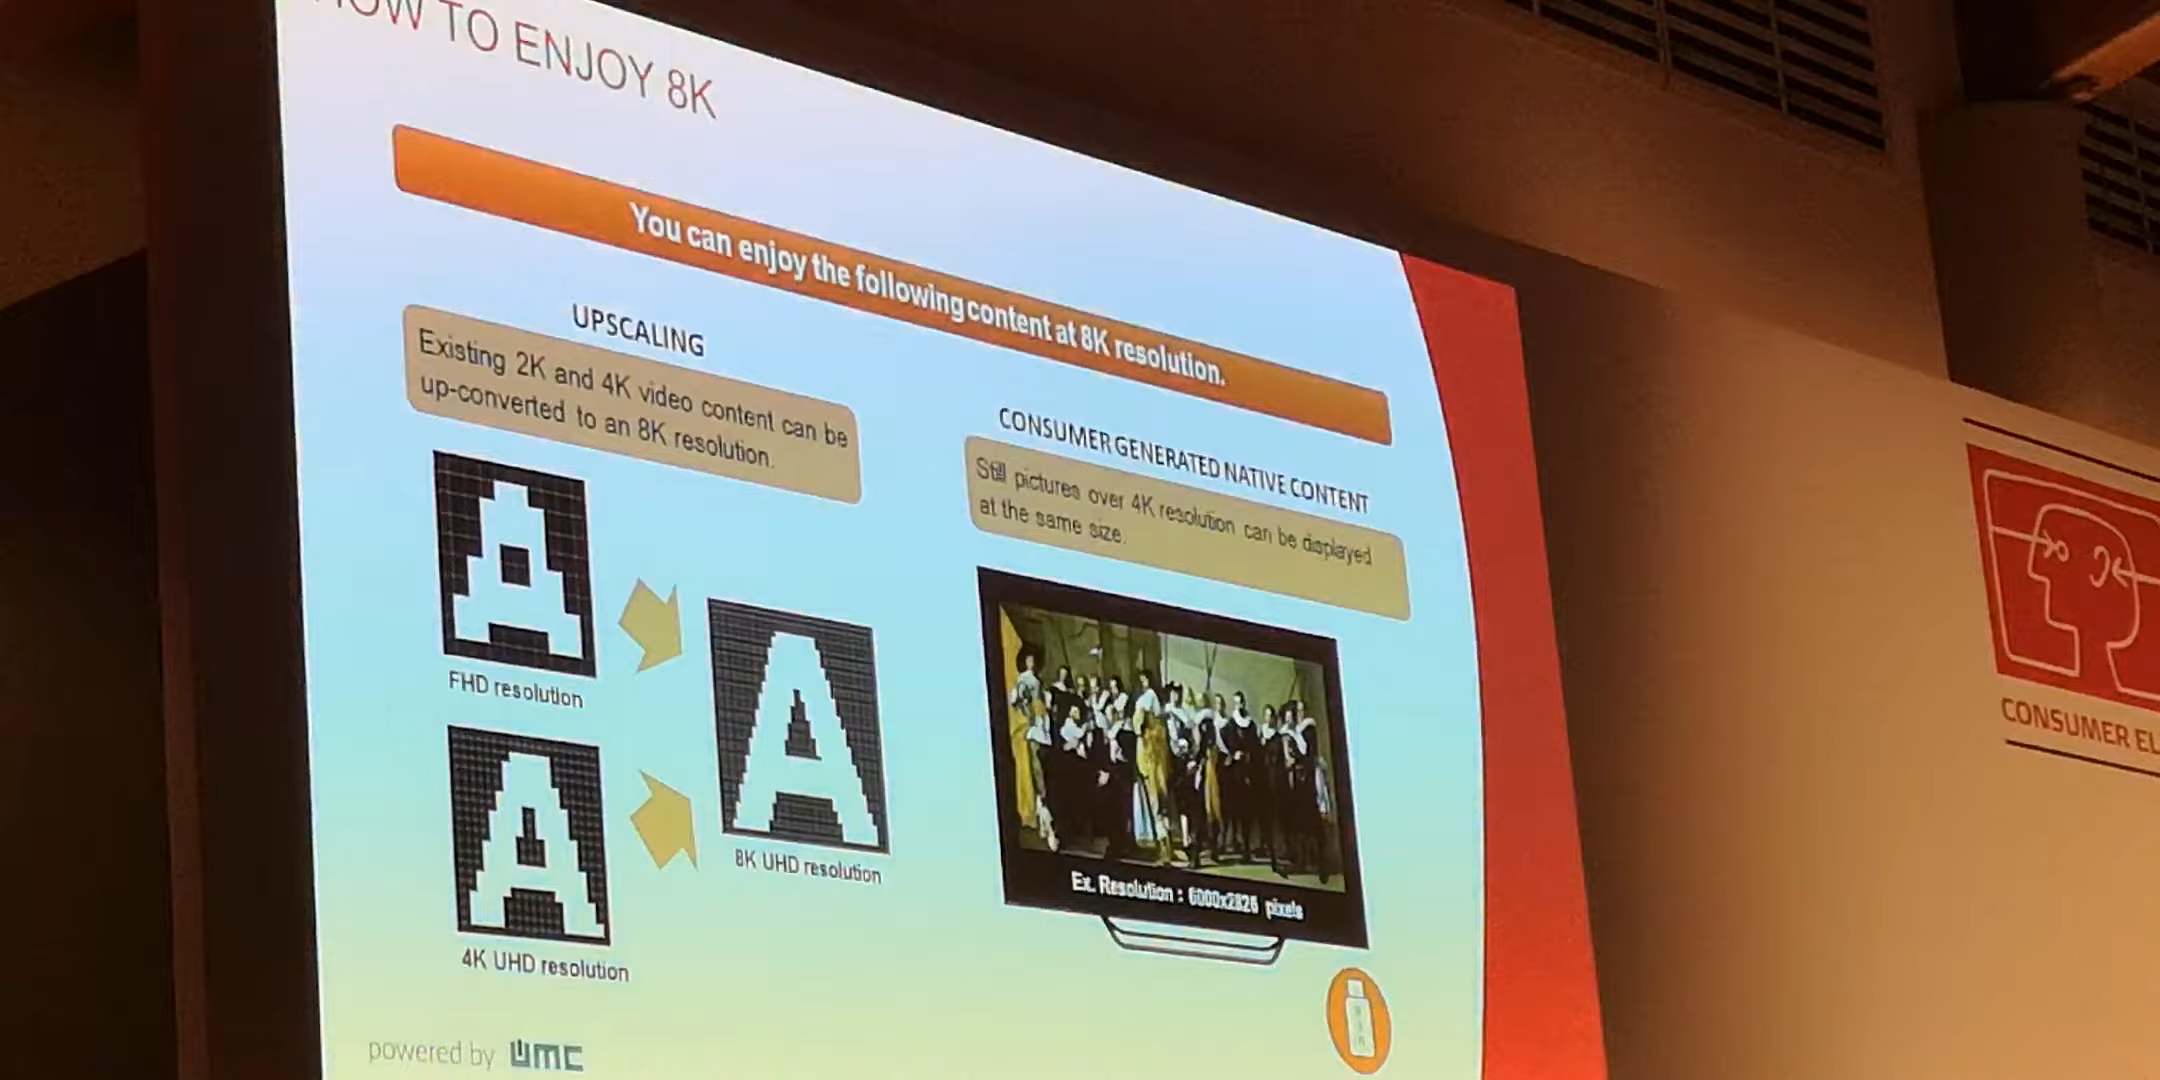 HOW TO ENJOY 8K
You can enjoy the following content at 8K resolution.
UPSCALING
Existing 2K and 4K video content can be
up-converted to an 8K resolution.
FHD resolution
4K UHD resolution
8K UHD resolution
CONSUMER GENERATED NATIVE CONTENT
Still pictures over 4K resolution can be displayed
at the same size.
Ex. Resolution : 6000x2826 pixels
powered by UMC
CONSUMER EL